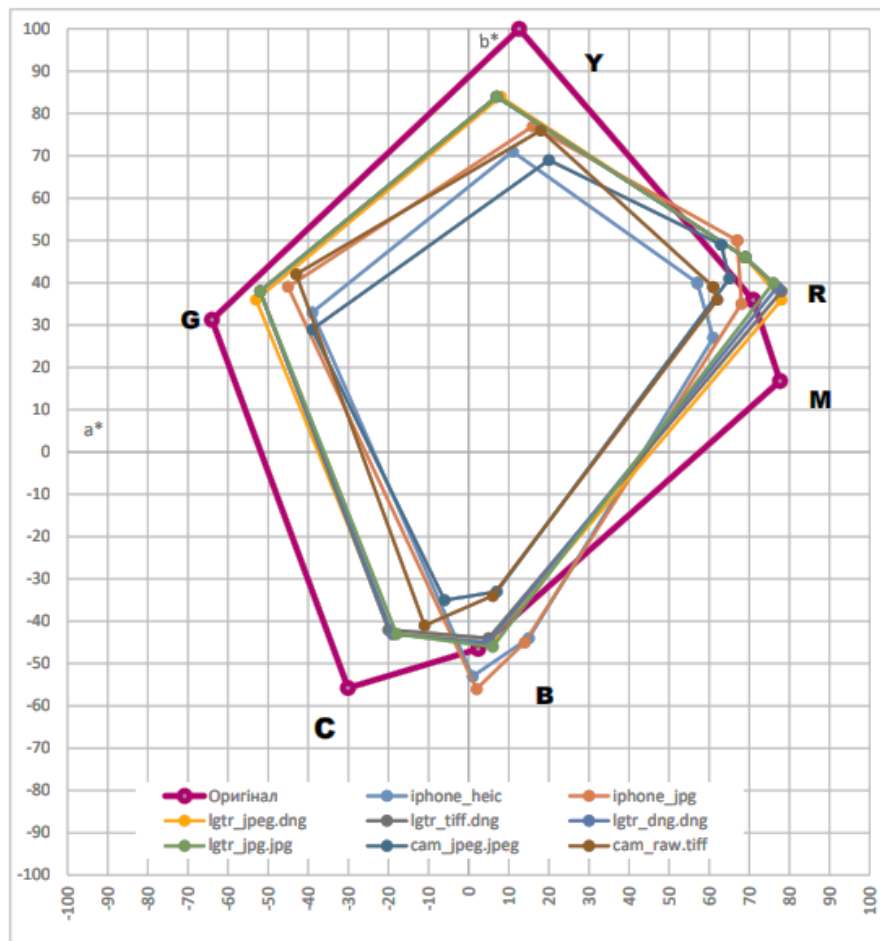 100
90
80
70
60
50
40
30
20
10
0
-10
-20
-30
-40
-50
-60
-70
-80
-90
-100
b*
Y
G
R
M
a*
C
B
Оригінал iphone_heic iphone_jpg
lgtr_jpeg.dng lgtr_tiff.dng lgtr_dng.dng
lgtr_jpg.jpg cam_jpeg.jpeg cam_raw.tiff
-100 -90 -80 -70 -60 -50 -40 -30 -20 -10 0 10 20 30 40 50 60 70 80 90 100